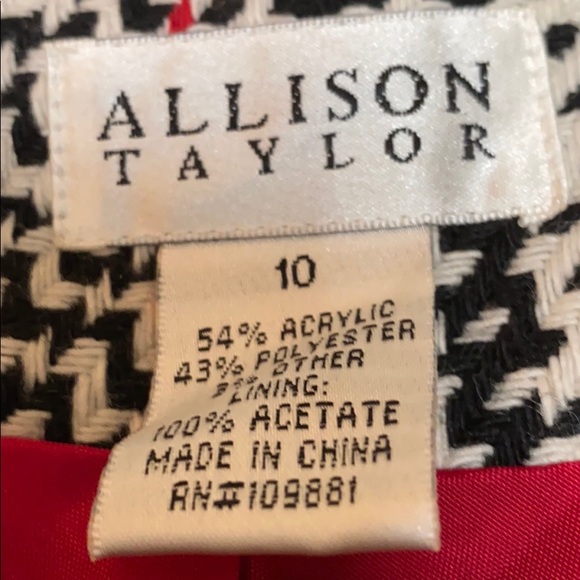 ALLISON
TAYLOR
10
54% ACRYLIC
43% POLYESTER
OTHER
LINING:
100% ACETATE
MADE IN CHINA
RN#109881